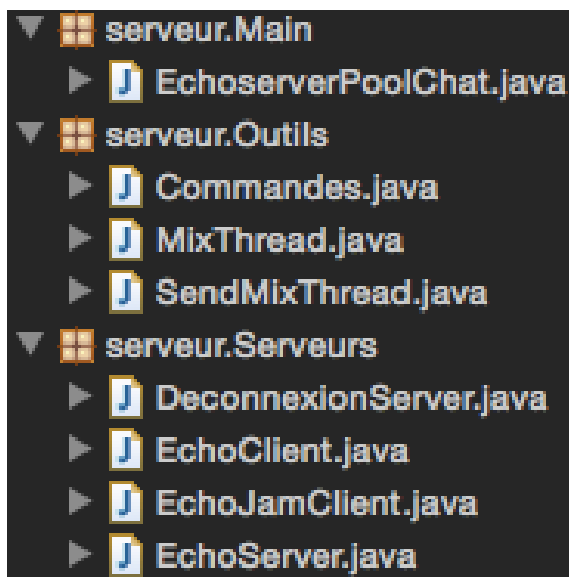 serveur.Main
EchoserverPoolChat.java
serveur.Outils
Commandes.java
MixThread.java
SendMixThread.java
serveur.Serveurs
DeconnexionServer.java
EchoClient.java
EchoJamClient.java
EchoServer.java